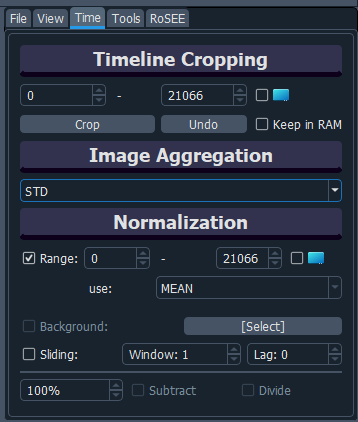 File View Time Tools RoSEE
Timeline Cropping
0 - 21066
Crop Undo Keep in RAM
Image Aggregation
STD
Normalization
Range: 0 - 21066
use: MEAN
Background: [Select]
Sliding: Window: 1 Lag: 0
100% Subtract Divide